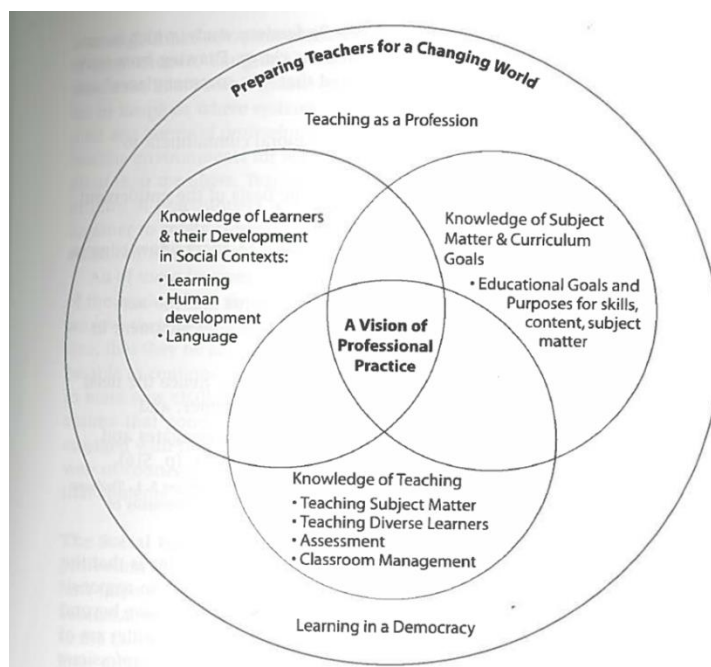 Preparing Teachers for a Changing World
Teaching as a Profession
Knowledge of Learners
& their Development
in Social Contexts:
• Learning
• Human
development
• Language
Knowledge of Subject
Matter & Curriculum
Goals
• Educational Goals and
Purposes for skills,
content, subject
matter
A Vision of
Professional
Practice
Knowledge of Teaching
• Teaching Subject Matter
• Teaching Diverse Learners
• Assessment
• Classroom Management
Learning in a Democracy